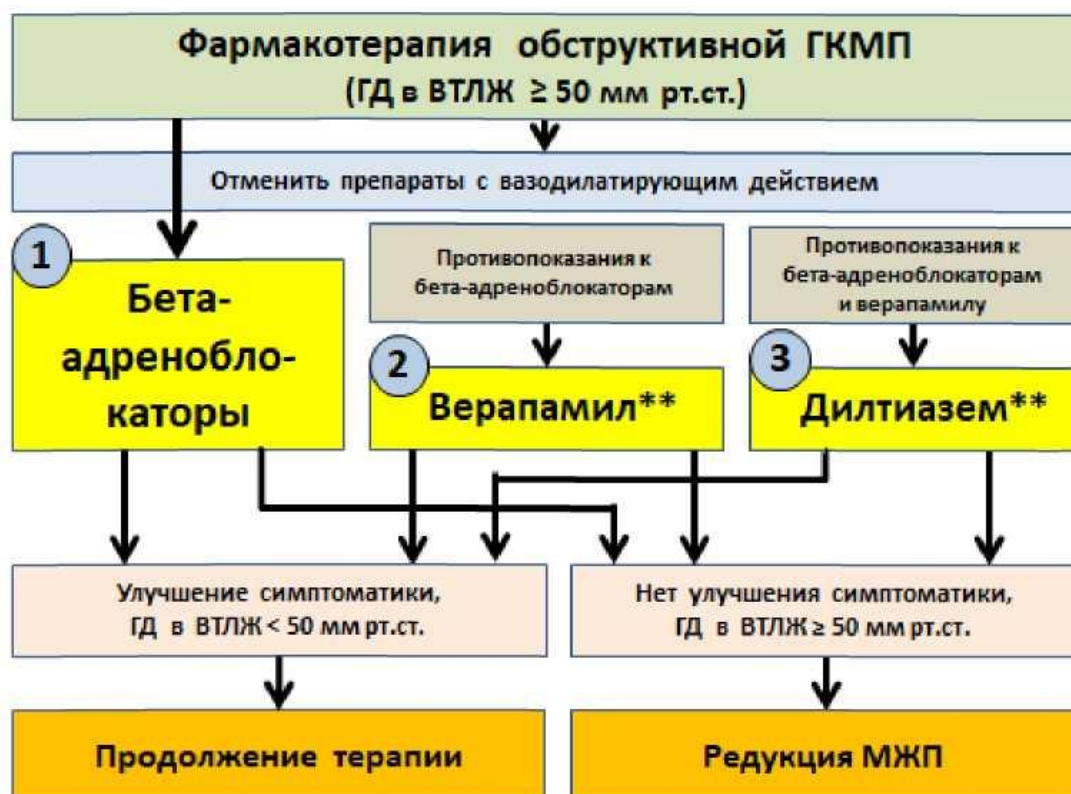 Фармакотерапия обструктивной ГКМП
(ГД в ВТЛЖ ≥ 50 мм рт.ст.)
Отменить препараты с вазодилатирующим действием
1
Бета-
адренобло-
каторы
Противопоказания к
бета-адреноблокаторам
2
Верапамил**
Противопоказания к
бета-адреноблокаторам
и верапамилу
3
Дилтиазем**
Улучшение симптоматики,
ГД в ВТЛЖ < 50 мм рт.ст.
Нет улучшения симптоматики,
ГД в ВТЛЖ ≥ 50 мм рт.ст.
Продолжение терапии
Редукция МЖП